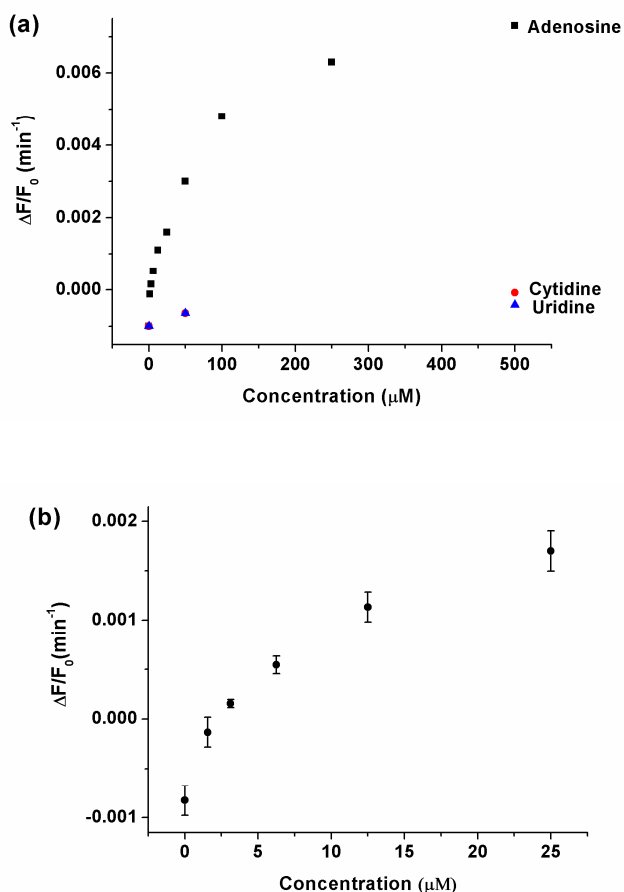 (a)
Adenosine
0.006
0.004
0.002
0.000
ΔF/F0 (min-1)
Cytidine
Uridine
0 100 200 300 400 500
Concentration (μM)
(b)
0.002
0.001
0.000
-0.001
ΔF/F0(min-1)
0 5 10 15 20 25
Concentration (μM)